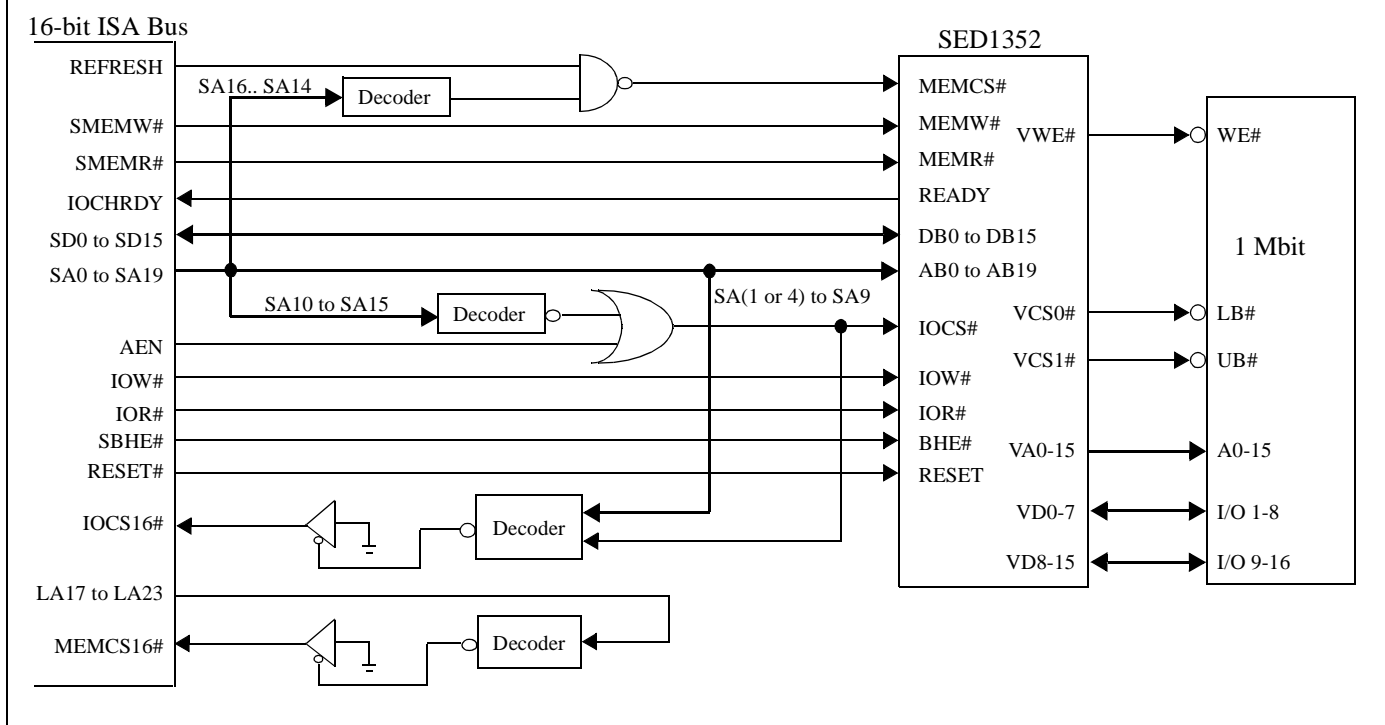 16-bit ISA Bus
REFRESH
SMEMW#
SMEMR#
IOCHRDY
SD0 to SD15
SA0 to SA19
AEN
IOW#
IOR#
SBHE#
RESET#
IOCS16#
LA17 to LA23
MEMCS16#
SA16.. SA14
Decoder
SA10 to SA15
Decoder
SA(1 or 4) to SA9
Decoder
Decoder
SED1352
MEMCS#
MEMW#
MEMR#
READY
DB0 to DB15
AB0 to AB19
IOCS#
IOW#
IOR#
BHE#
RESET
VWE#
VCS0#
VCS1#
VA0-15
VD0-7
VD8-15
WE#
1 Mbit
LB#
UB#
A0-15
I/O 1-8
I/O 9-16